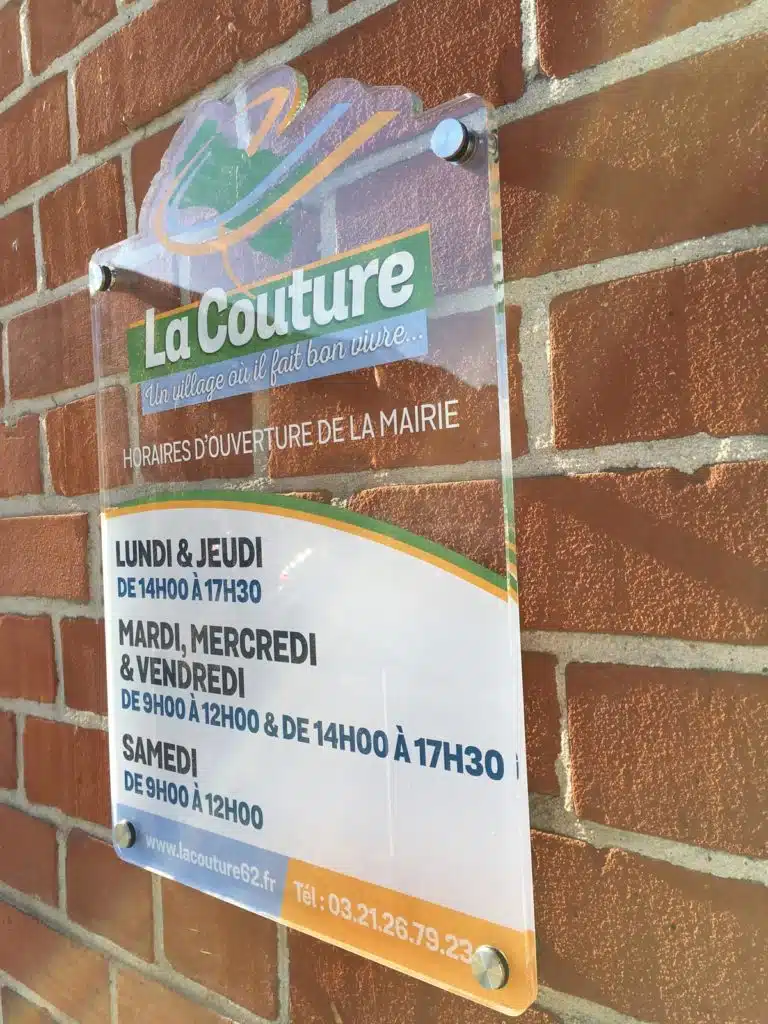 La Couture
Un village où il fait bon vivre...
HORAIRES D'OUVERTURE DE LA MAIRIE
LUNDI & JEUDI
DE 14H00 À 17H30
MARDI, MERCREDI
& VENDREDI
DE 9H00 À 12H00 & DE 14H00 À 17H30
SAMEDI
DE 9H00 À 12H00
www.lacouture62.fr
Tél : 03.21.26.79.23